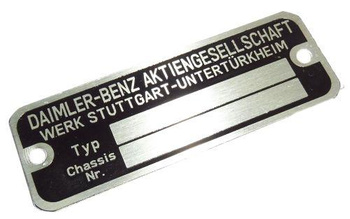 DAIMLER-BENZ AKTIENGESELLSCHAFT
WERK STUTTGART-UNTERTÜRKHEIM
Typ
Chassis
Nr.